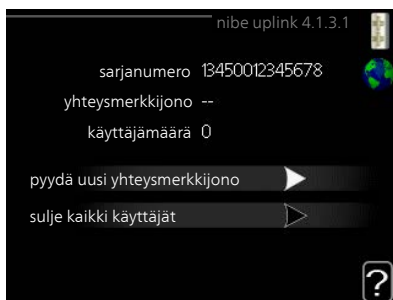 nibe uplink 4.1.3.1
sarjanumero 13450012345678
yhteysmerkkijono --
käyttäjämäärä 0
pyydä uusi yhteysmerkkijono
sulje kaikki käyttäjät
?